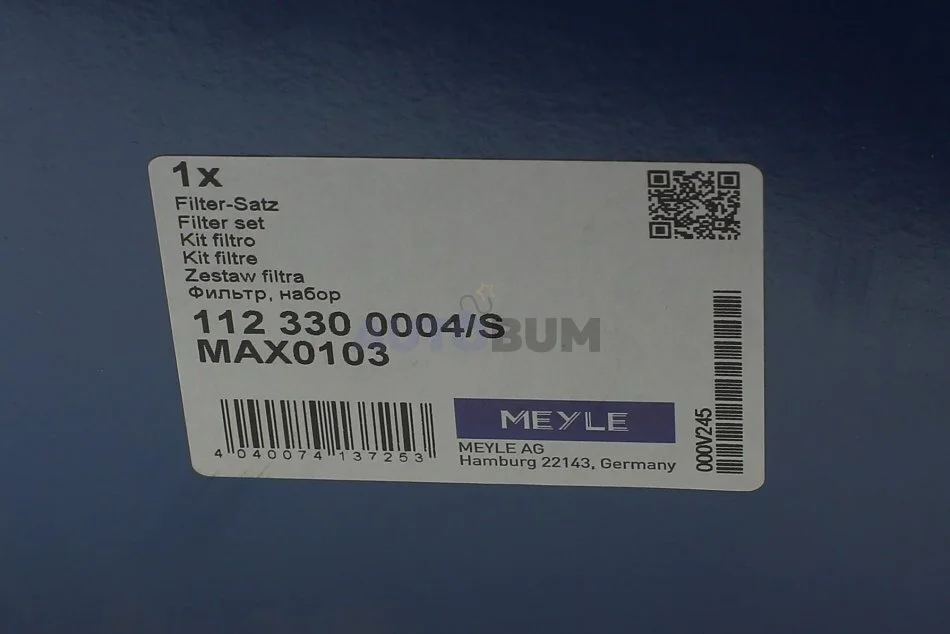 1x
Filter-Satz
Filter set
Kit filtro
Kit filtre
Zestaw filtra
Фильтр, набор
112 330 0004/S
MAX0103
AUTOBUM
4 040074 137253
MEYLE
MEYLE AG
Hamburg 22143, Germany
000V245